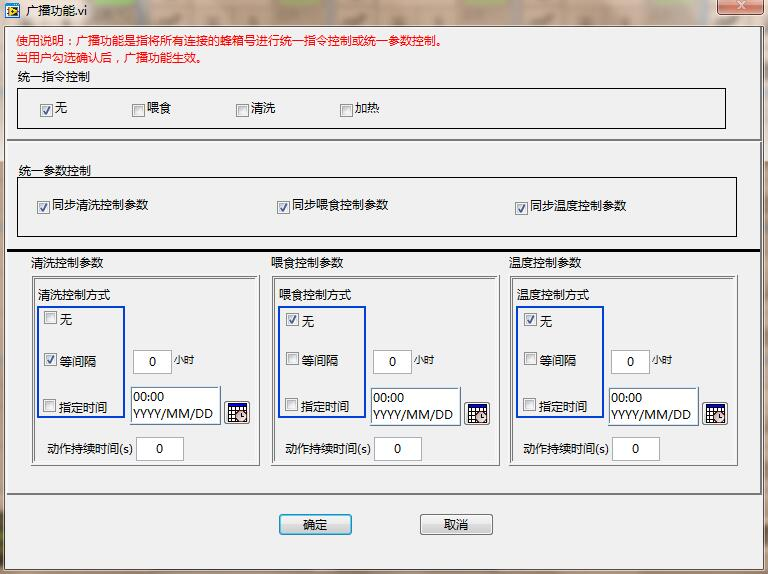 广播功能.vi
使用说明：广播功能是指将所有连接的蜂箱号进行统一指令控制或统一参数控制。
当用户勾选确认后，广播功能生效。
统一指令控制
无 喂食 清洗 加热
统一参数控制
同步清洗控制参数 同步喂食控制参数 同步温度控制参数
清洗控制参数 喂食控制参数 温度控制参数
清洗控制方式 喂食控制方式 温度控制方式
无 无 无
等间隔 0 小时 等间隔 0 小时 等间隔 0 小时
00:00 00:00 00:00
指定时间 YYYY/MM/DD 指定时间 YYYY/MM/DD 指定时间 YYYY/MM/DD
动作持续时间(s) 0 动作持续时间(s) 0 动作持续时间(s) 0
确定 取消